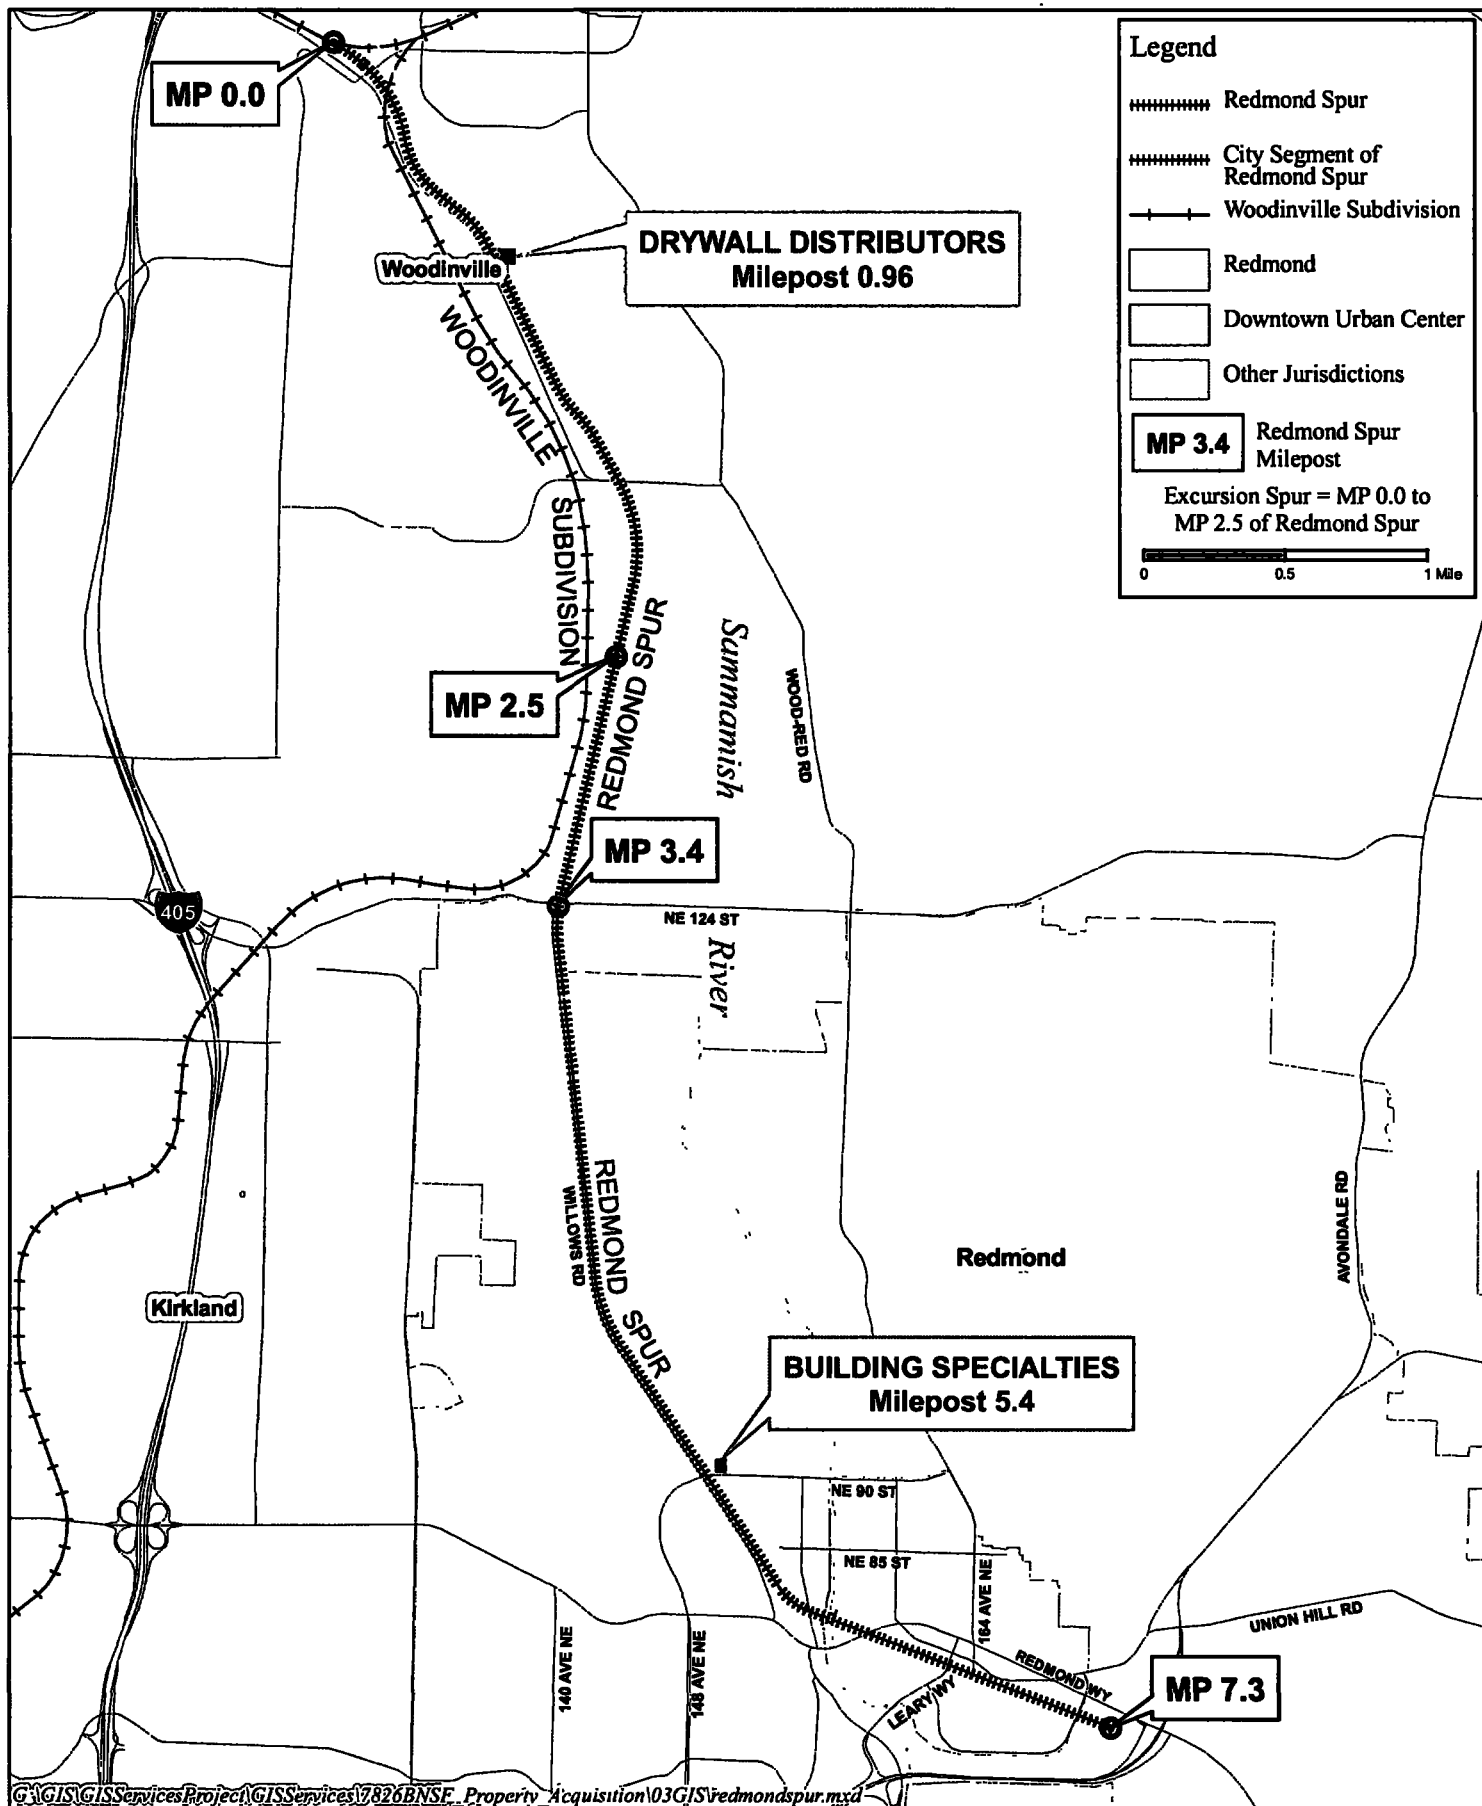 MP 0.0
Legend
Redmond Spur
City Segment of
Redmond Spur
Woodinville Subdivision
Redmond
Downtown Urban Center
Other Jurisdictions
MP 3.4
Redmond Spur
Milepost
Excursion Spur = MP 0.0 to
MP 2.5 of Redmond Spur
0 0.5 1 Mile
DRYWALL DISTRIBUTORS
Milepost 0.96
Woodinville
WOODINVILLE
SUBDIVISION
REDMOND SPUR
MP 2.5
Sammamish
WOOD-RED RD
MP 3.4
405
NE 124 ST
River
REDMOND SPUR
WILLOWS RD
Redmond
AVONDALE RD
Kirkland
BUILDING SPECIALTIES
Milepost 5.4
NE 90 ST
NE 85 ST
164 AVE NE
UNION HILL RD
140 AVE NE
148 AVE NE
REDMOND WY
LEARY WY
MP 7.3
G:\GIS\GISServicesProject\GISServices\7826BNSF_Property_Acquisition\03GIS\redmondspur.mxd